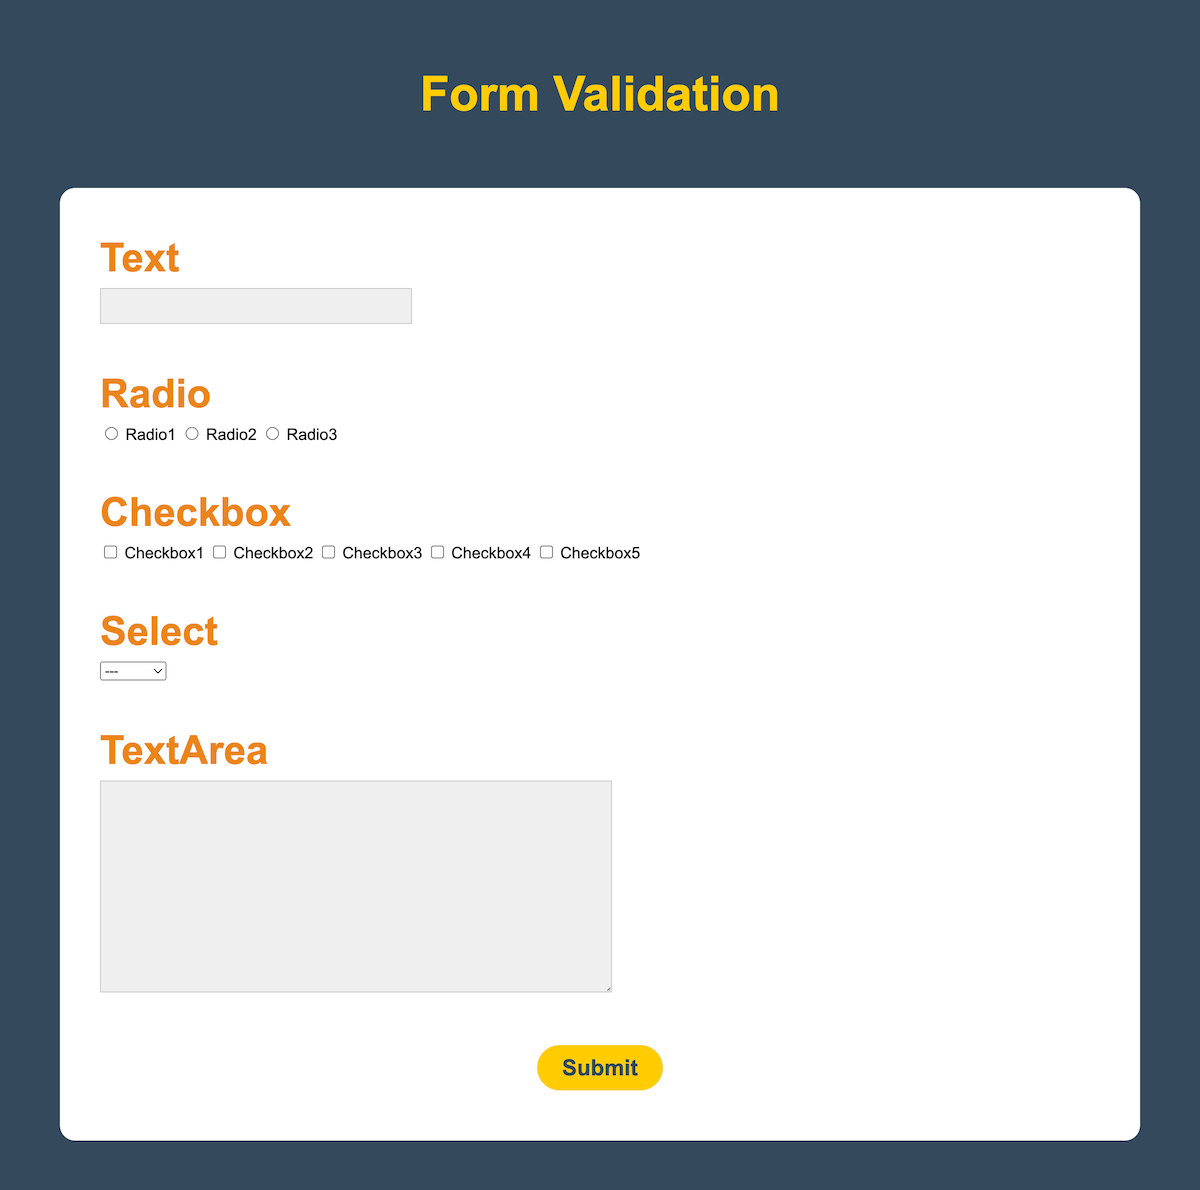 Form Validation
Text
Radio
Radio1 Radio2 Radio3
Checkbox
Checkbox1 Checkbox2 Checkbox3 Checkbox4 Checkbox5
Select
---
TextArea
Submit